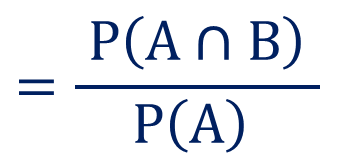 = P(A ∩ B)
P(A)